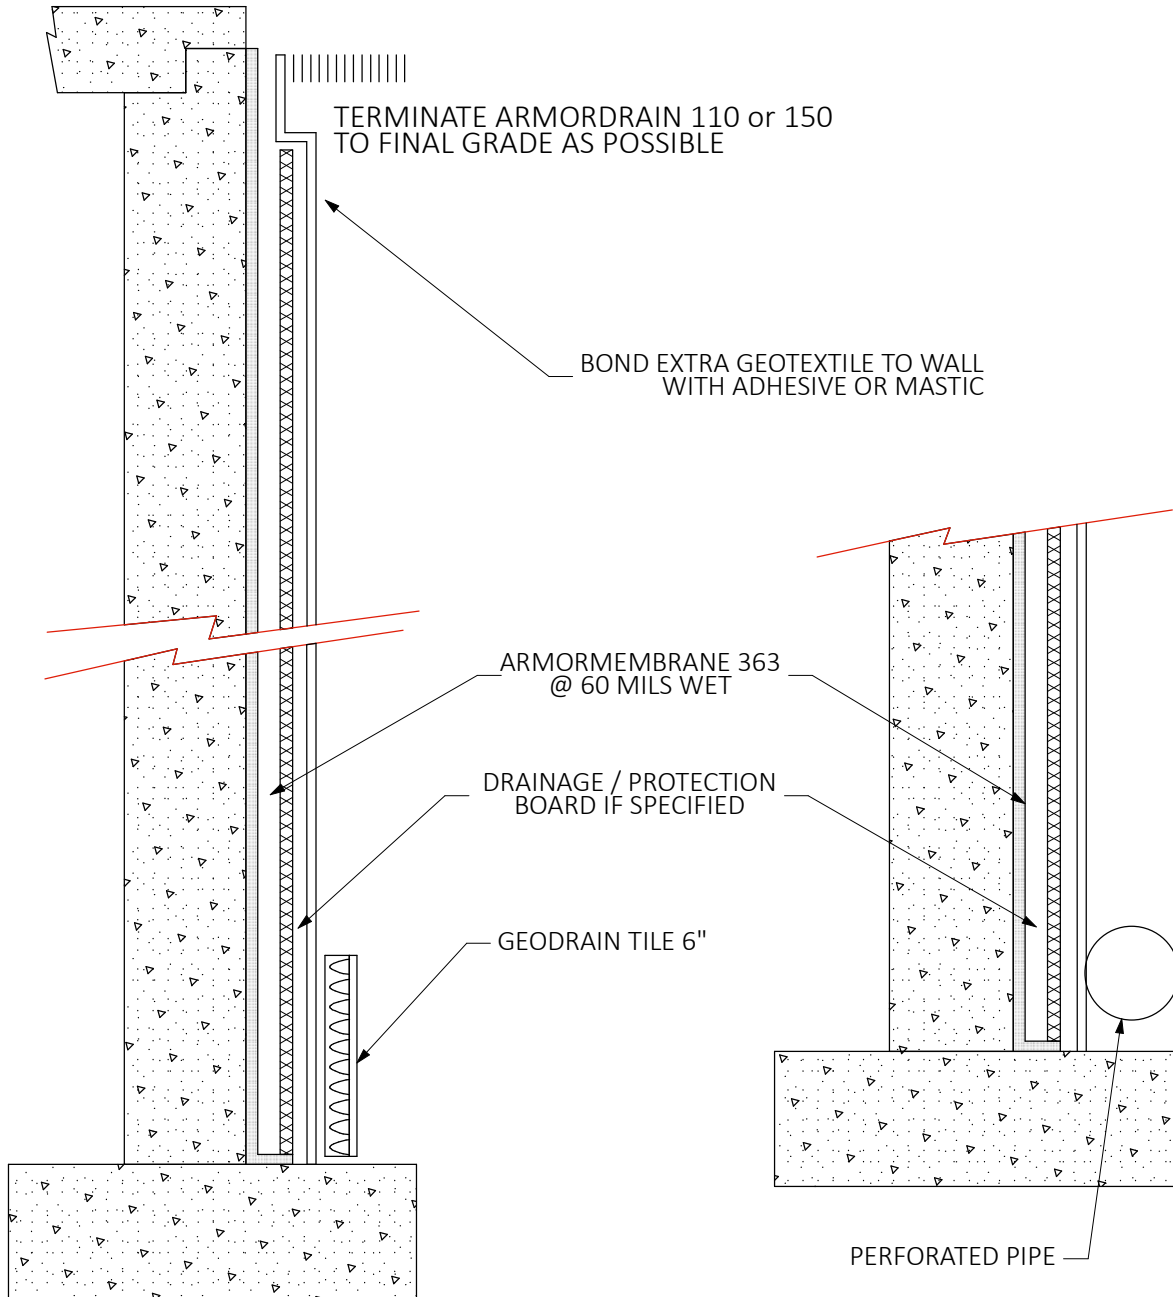 TERMINATE ARMORDRAIN 110 or 150
TO FINAL GRADE AS POSSIBLE
BOND EXTRA GEOTEXTILE TO WALL
WITH ADHESIVE OR MASTIC
ARMORMEMBRANE 363
@ 60 MILS WET
DRAINAGE / PROTECTION
BOARD IF SPECIFIED
GEODRAIN TILE 6"
PERFORATED PIPE